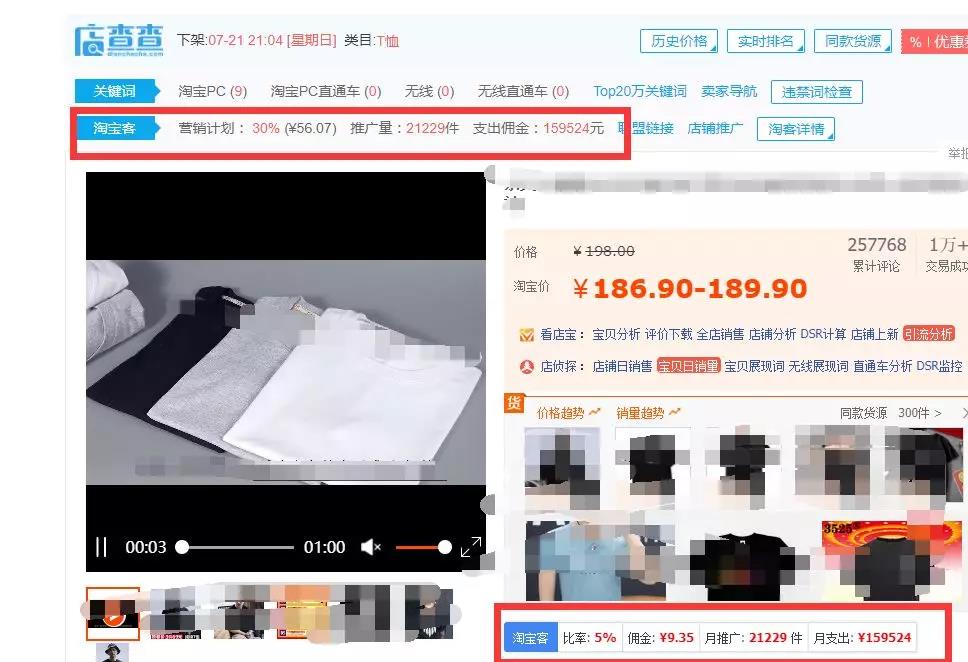 店查查 下架:07-21 21:04 [星期日] 类目:T恤 历史价格 实时排名 同款货源 % 优惠
dianchacha.com
关键词 淘宝PC (9) 淘宝PC直通车 (0) 无线 (0) 无线直通车 (0) Top20万关键词 卖家导航 违禁词检查
淘宝客 营销计划： 30% (¥56.07) 推广量：21229件 支出佣金：159524元 联盟链接 店铺推广 淘客详情
举报
价格 ¥ 198.00 257768 1万+
累计评论 交易成功
淘宝价 ¥ 186.90-189.90
看店宝： 宝贝分析 评价下载 全店销售 店铺分析 DSR计算 店铺上新 引流分析
店侦探： 店铺日销售 宝贝日销量 宝贝展现词 无线展现词 直通车分析 DSR监控
货 价格趋势 销量趋势 同款货源 300件 >
3525
00:03 01:00
淘宝客 比率: 5% 佣金: ¥9.35 月推广: 21229 件 月支出: ¥159524